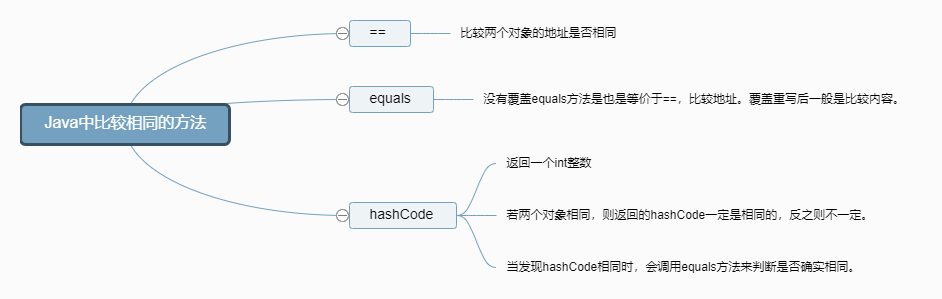 Java中比较相同的方法
==
比较两个对象的地址是否相同
equals
没有覆盖equals方法是也是等价于==，比较地址。覆盖重写后一般是比较内容。
hashCode
返回一个int整数
若两个对象相同，则返回的hashCode一定是相同的，反之则不一定。
当发现hashCode相同时，会调用equals方法来判断是否确实相同。